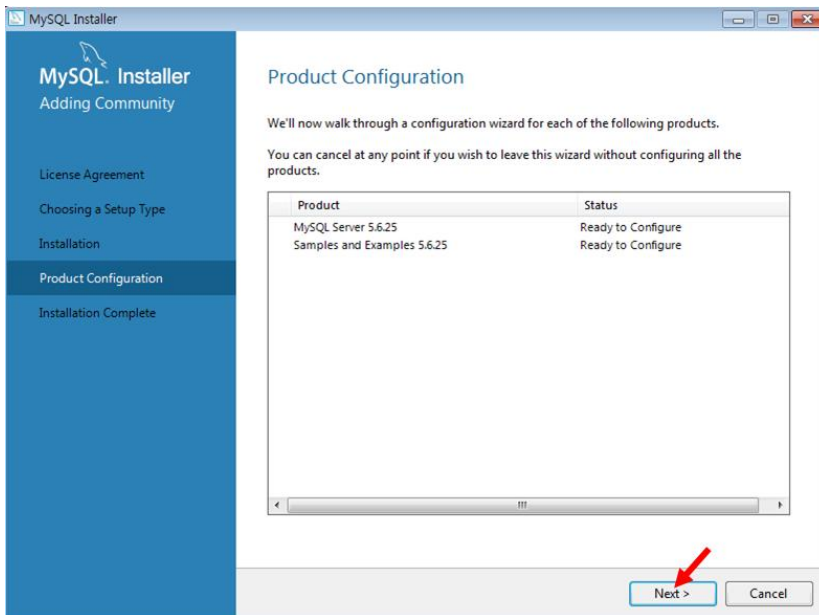 MySQL Installer
MySQL. Installer
Adding Community
License Agreement
Choosing a Setup Type
Installation
Product Configuration
Installation Complete
Product Configuration
We'll now walk through a configuration wizard for each of the following products.
You can cancel at any point if you wish to leave this wizard without configuring all the
products.
Product Status
MySQL Server 5.6.25 Ready to Configure
Samples and Examples 5.6.25 Ready to Configure
Next > Cancel